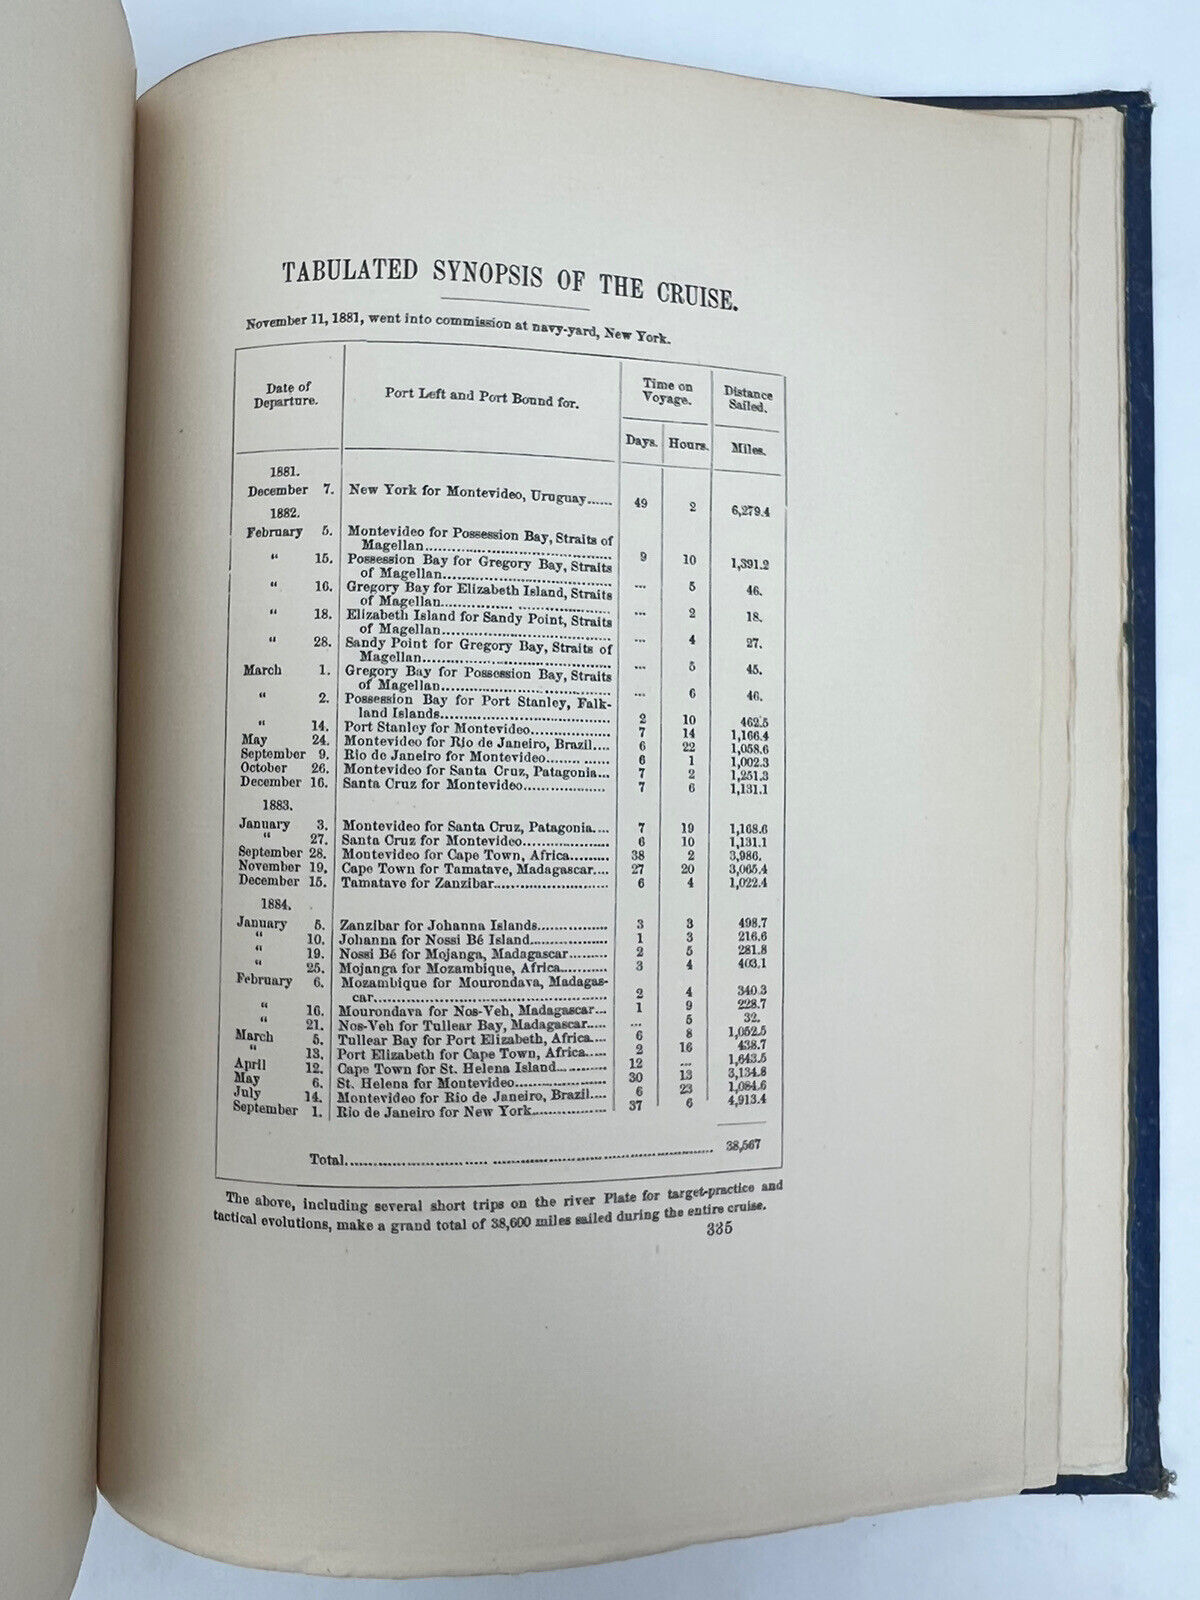 TABULATED SYNOPSIS OF THE CRUISE.
November 11, 1881, went into commission at navy-yard, New York.
Date of Departure. Port Left and Port Bound for. Time on Voyage. Distance Sailed.
Days. Hours. Miles.
1881.
December 7. New York for Montevideo, Uruguay...... 49 2 6,279.4
1882.
February 5. Montevideo for Possession Bay, Straits of
Magellan........ 9 10 1,391.2
“ 15. Possession Bay for Gregory Bay, Straits
of Magellan........ ... 5 46.
“ 16. Gregory Bay for Elizabeth Island, Straits
of Magellan........ ... 2 18.
“ 18. Elizabeth Island for Sandy Point, Straits
of Magellan........ ... 4 27.
“ 28. Sandy Point for Gregory Bay, Straits of
Magellan........ ... 5 45.
March 1. Gregory Bay for Possession Bay, Straits
of Magellan........ ... 6 46.
“ 2. Possession Bay for Port Stanley, Falk-
land Islands........ 2 10 462.5
“ 14. Port Stanley for Montevideo........ 7 14 1,166.4
May 24. Montevideo for Rio de Janeiro, Brazil.... 6 22 1,058.6
September 9. Rio de Janeiro for Montevideo........ 6 1 1,002.3
October 26. Montevideo for Santa Cruz, Patagonia... 7 2 1,251.3
December 16. Santa Cruz for Montevideo........ 7 6 1,131.1
1883.
January 3. Montevideo for Santa Cruz, Patagonia.... 7 19 1,168.6
“ 27. Santa Cruz for Montevideo........ 6 10 1,131.1
September 28. Montevideo for Cape Town, Africa........ 38 2 3,986.
November 19. Cape Town for Tamatave, Madagascar.... 27 20 3,065.4
December 15. Tamatave for Zanzibar........ 6 4 1,022.4
1884.
January 5. Zanzibar for Johanna Islands........ 3 3 498.7
“ 10. Johanna for Nossi Bé Island........ 1 3 216.6
“ 19. Nossi Bé for Mojanga, Madagascar........ 2 5 281.8
“ 25. Mojanga for Mozambique, Africa........ 3 4 403.1
February 6. Mozambique for Mourondava, Madagas-
car........ 2 4 340.3
“ 16. Mourondava for Nos-Veh, Madagascar... 1 9 228.7
“ 21. Nos-Veh for Tullear Bay, Madagascar..... ... 5 32.
March 5. Tullear Bay for Port Elizabeth, Africa..... 6 8 1,052.5
“ 13. Port Elizabeth for Cape Town, Africa..... 2 16 438.7
April 12. Cape Town for St. Helena Island........ 12 ... 1,643.5
May 6. St. Helena for Montevideo........ 30 13 3,134.8
July 14. Montevideo for Rio de Janeiro, Brazil.... 6 23 1,084.6
September 1. Rio de Janeiro for New York........ 37 6 4,913.4
Total........ 38,567
The above, including several short trips on the river Plate for target-practice and
tactical evolutions, make a grand total of 38,600 miles sailed during the entire cruise.
335